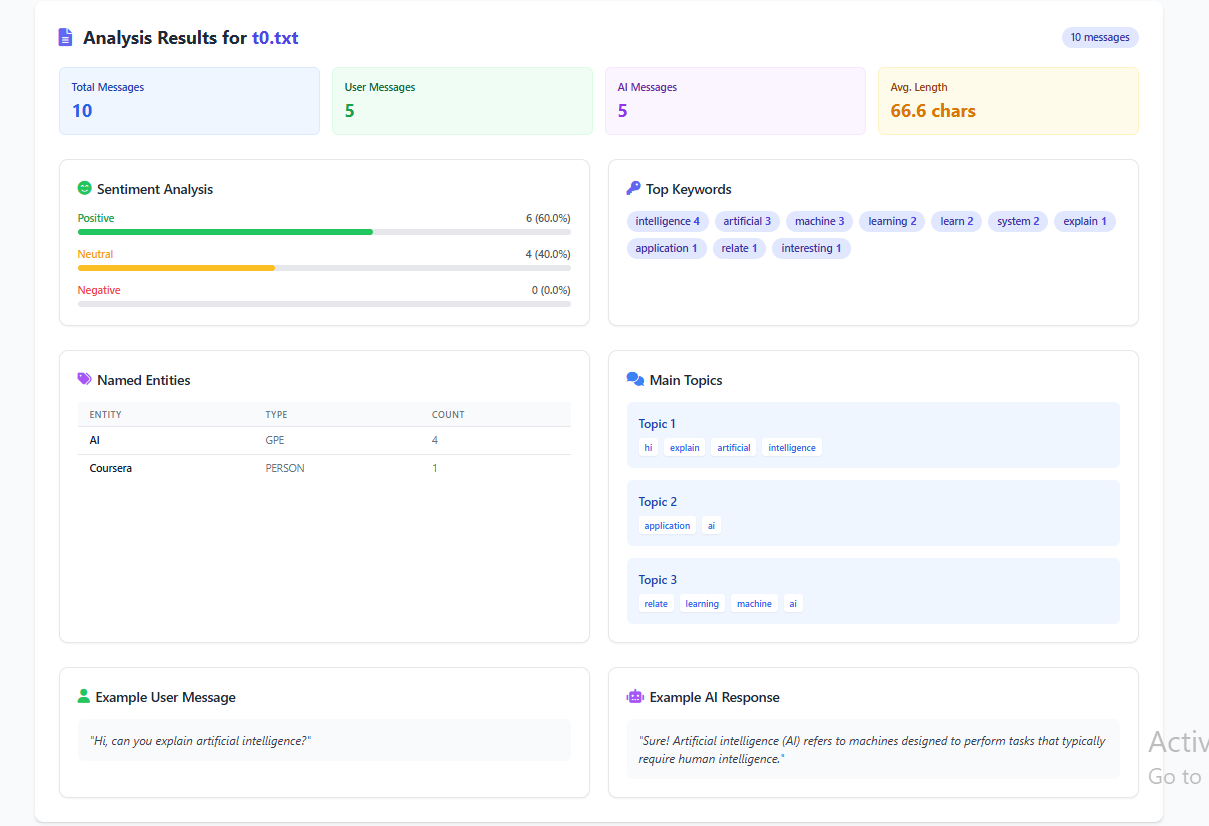 Analysis Results for t0.txt
10 messages
Total Messages
10
User Messages
5
AI Messages
5
Avg. Length
66.6 chars
Sentiment Analysis
Positive 6 (60.0%)
Neutral 4 (40.0%)
Negative 0 (0.0%)
Top Keywords
intelligence 4 artificial 3 machine 3 learning 2 learn 2 system 2 explain 1
application 1 relate 1 interesting 1
Named Entities
ENTITY TYPE COUNT
AI GPE 4
Coursera PERSON 1
Main Topics
Topic 1
hi explain artificial intelligence
Topic 2
application ai
Topic 3
relate learning machine ai
Example User Message
"Hi, can you explain artificial intelligence?"
Example AI Response
"Sure! Artificial intelligence (AI) refers to machines designed to perform tasks that typically
require human intelligence."
Activ
Go to